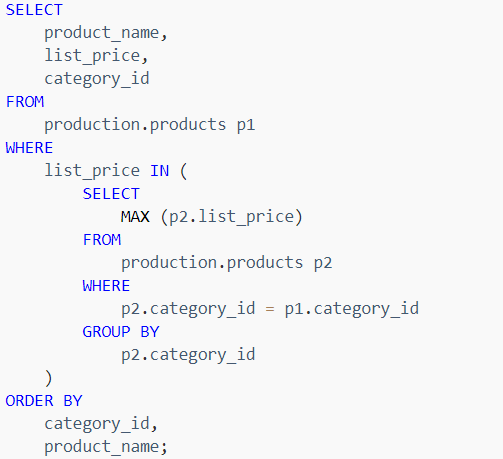 SELECT
    product_name,
    list_price,
    category_id
FROM
    production.products p1
WHERE
    list_price IN (
        SELECT
            MAX (p2.list_price)
        FROM
            production.products p2
        WHERE
            p2.category_id = p1.category_id
        GROUP BY
            p2.category_id
    )
ORDER BY
    category_id,
    product_name;